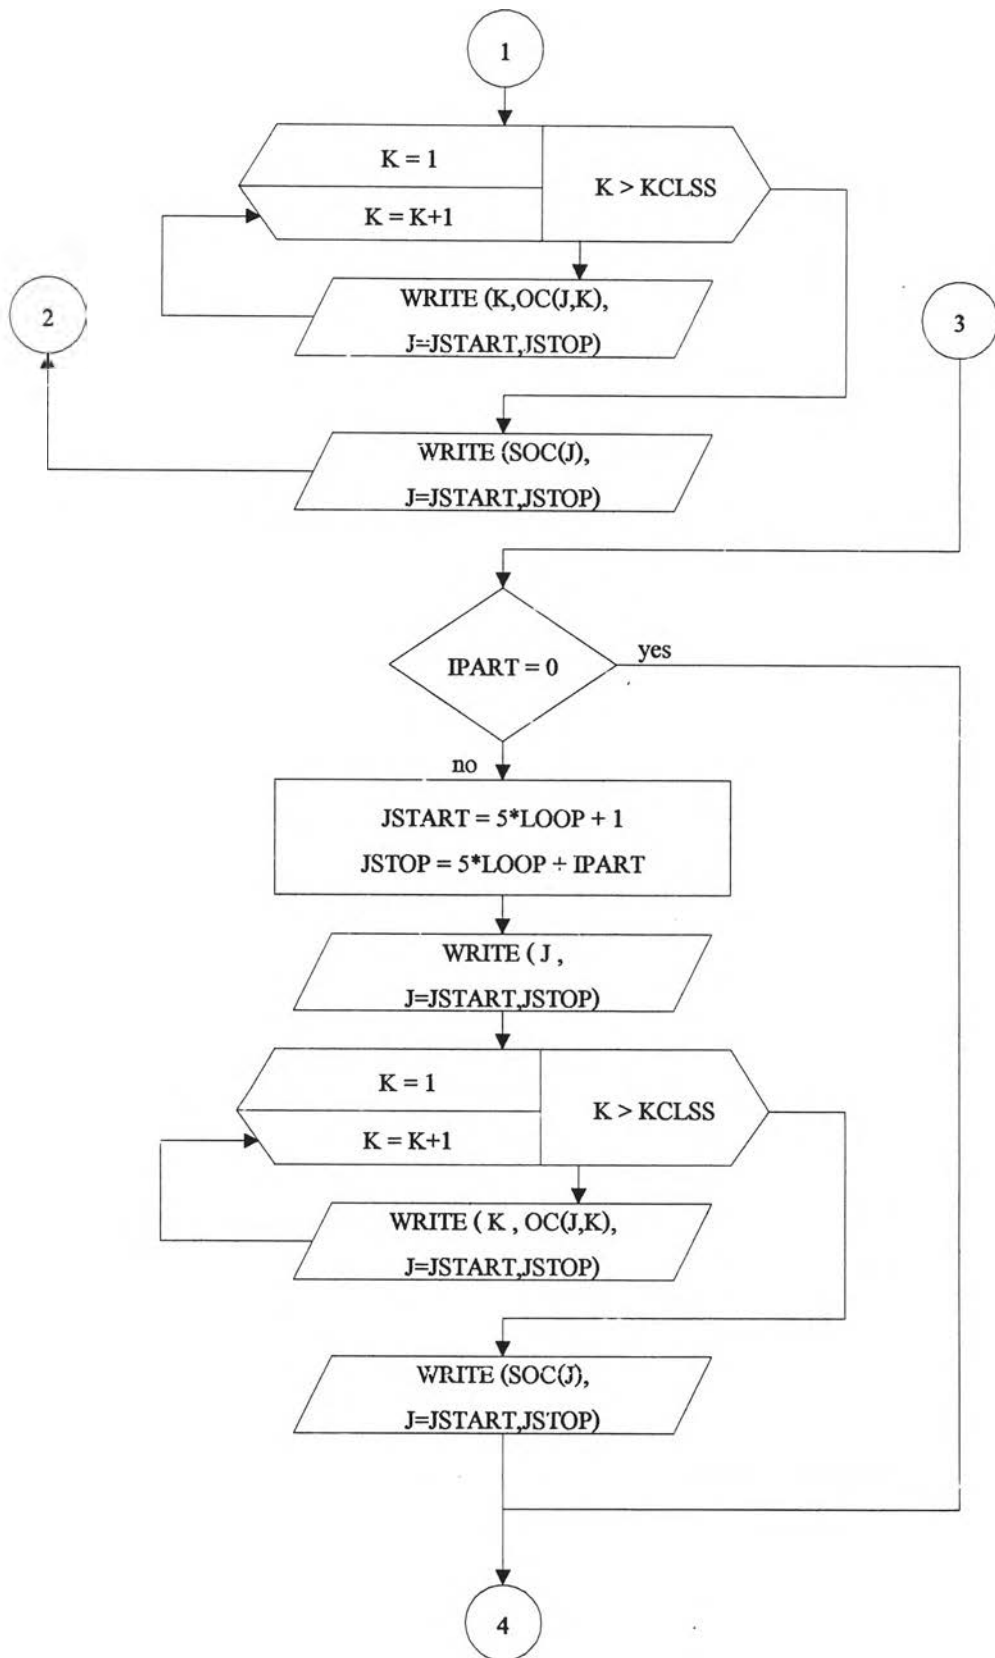 1
K = 1
K > KCLSS
K = K+1
WRITE (K,OC(J,K),
J=JSTART,JSTOP)
2
3
WRITE (SOC(J),
J=JSTART,JSTOP)
IPART = 0
yes
no
JSTART = 5*LOOP + 1
JSTOP = 5*LOOP + IPART
WRITE ( J ,
J=JSTART,JSTOP)
K = 1
K > KCLSS
K = K+1
WRITE ( K , OC(J,K),
J=JSTART,JSTOP)
WRITE (SOC(J),
J=JSTART,JSTOP)
4